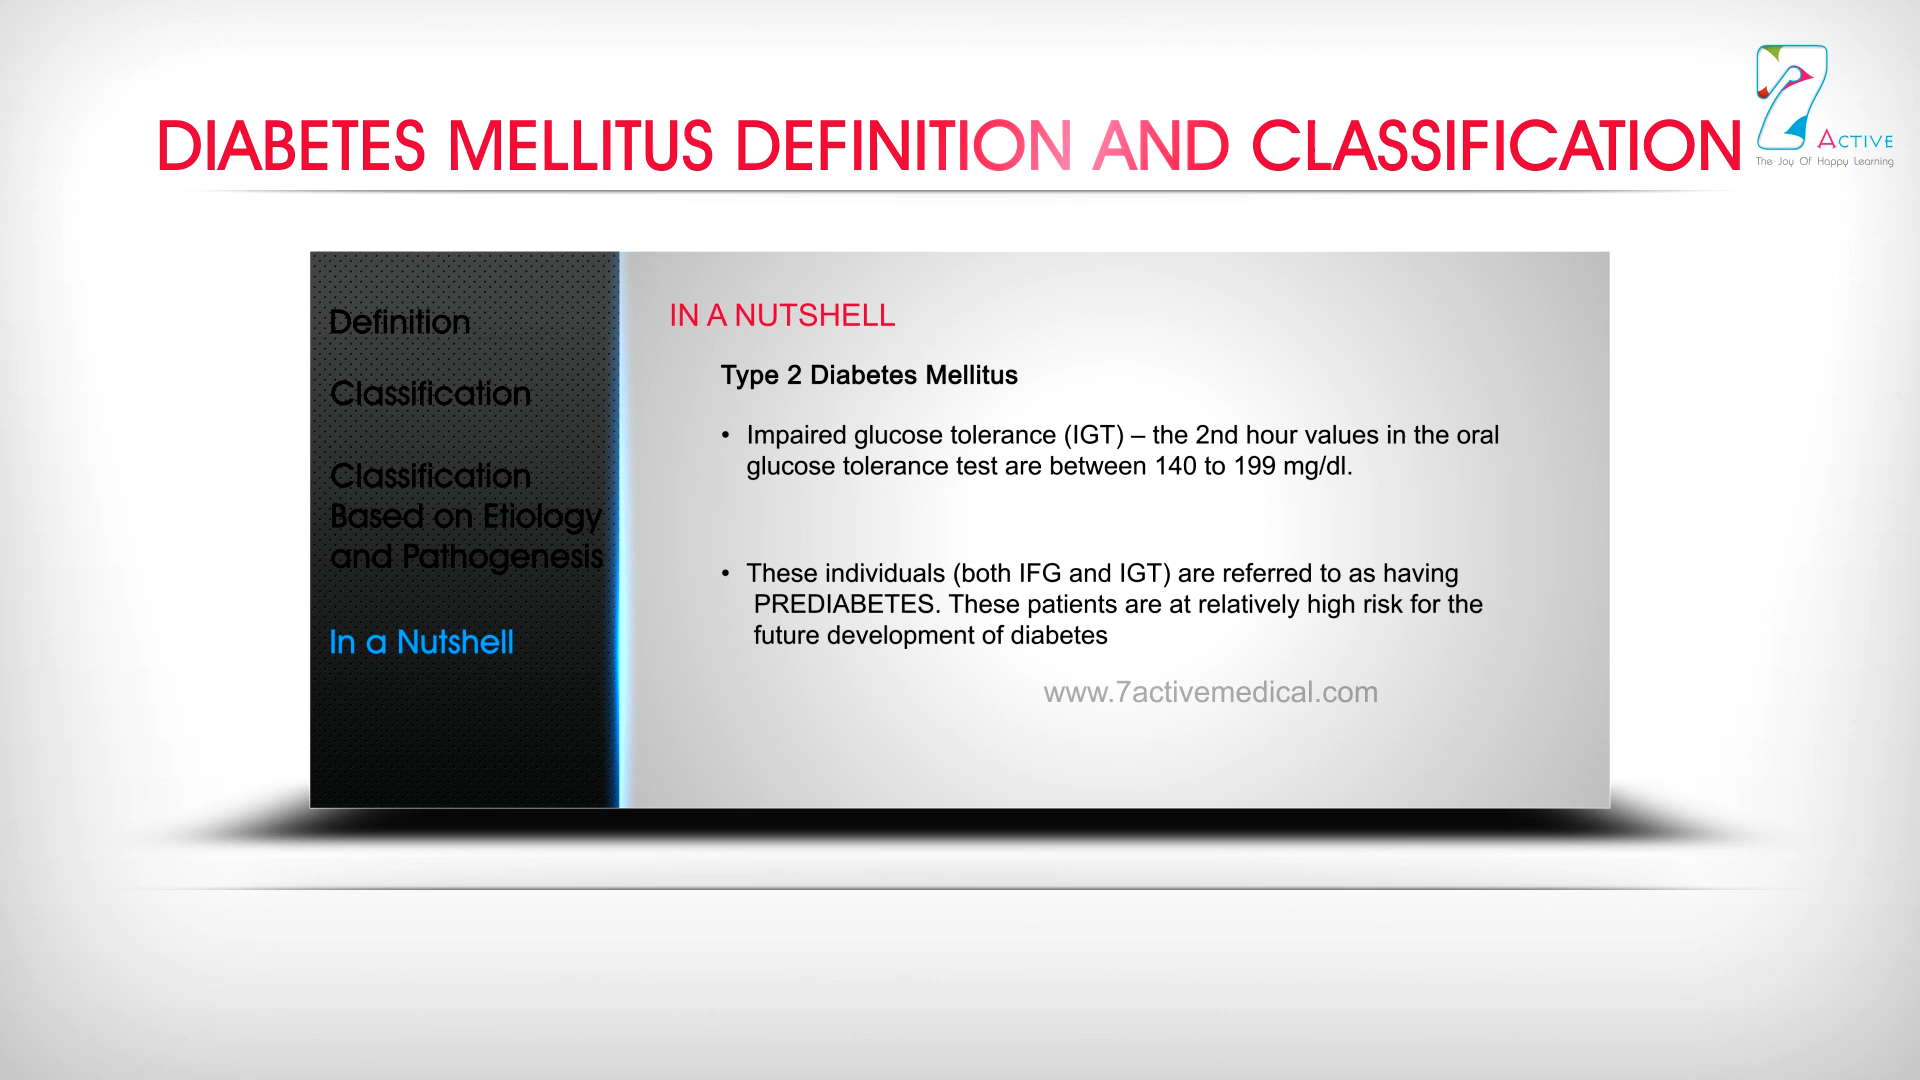 DIABETES MELLITUS DEFINITION AND CLASSIFICATION
7 ACTIVE
The Joy Of Happy Learning
Definition
Classification
Classification
Based on Etiology
and Pathogenesis
In a Nutshell
IN A NUTSHELL
Type 2 Diabetes Mellitus
• Impaired glucose tolerance (IGT) – the 2nd hour values in the oral
glucose tolerance test are between 140 to 199 mg/dl.
• These individuals (both IFG and IGT) are referred to as having
PREDIABETES. These patients are at relatively high risk for the
future development of diabetes
www.7activemedical.com